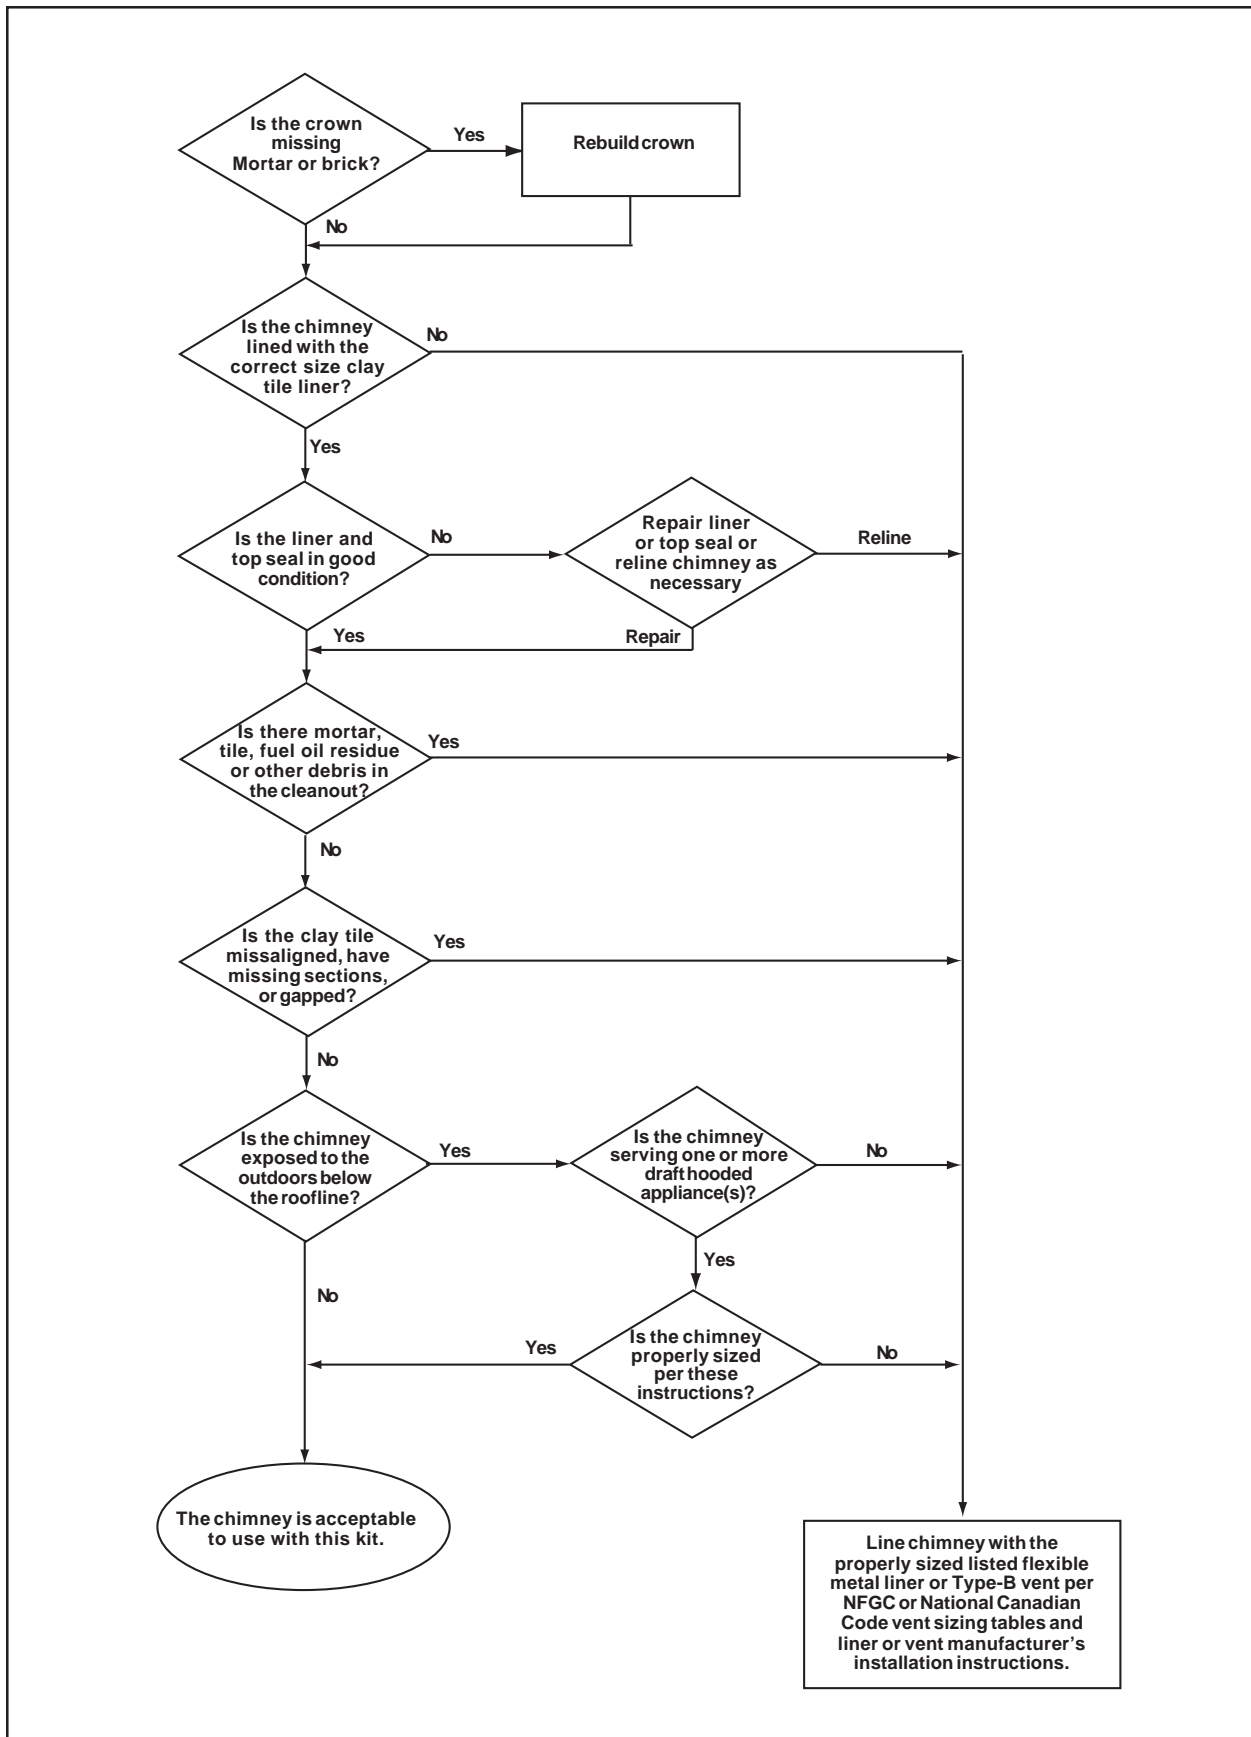 Is the crown
missing
Mortar or brick?
Yes
Rebuild crown
No
Is the chimney
lined with the
correct size clay
tile liner?
No
Yes
Is the liner and
top seal in good
condition?
No
Repair liner
or top seal or
reline chimney as
necessary
Reline
Yes
Repair
Is there mortar,
tile, fuel oil residue
or other debris in
the cleanout?
Yes
No
Is the clay tile
missaligned, have
missing sections,
or gapped?
Yes
No
Is the chimney
exposed to the
outdoors below
the roofline?
Yes
Is the chimney
serving one or more
draft hooded
appliance(s)?
No
Yes
No
Is the chimney
properly sized
per these
instructions?
Yes
No
The chimney is acceptable
to use with this kit.
Line chimney with the
properly sized listed flexible
metal liner or Type-B vent per
NFGC or National Canadian
Code vent sizing tables and
liner or vent manufacturer's
installation instructions.